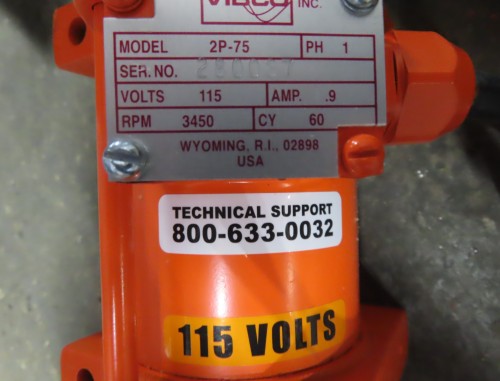 VIBCO INC.
MODEL 2P-75 PH 1
SER. NO.
VOLTS 115 AMP. .9
RPM 3450 CY 60
WYOMING, R.I., 02898
USA
TECHNICAL SUPPORT
800-633-0032
115 VOLTS